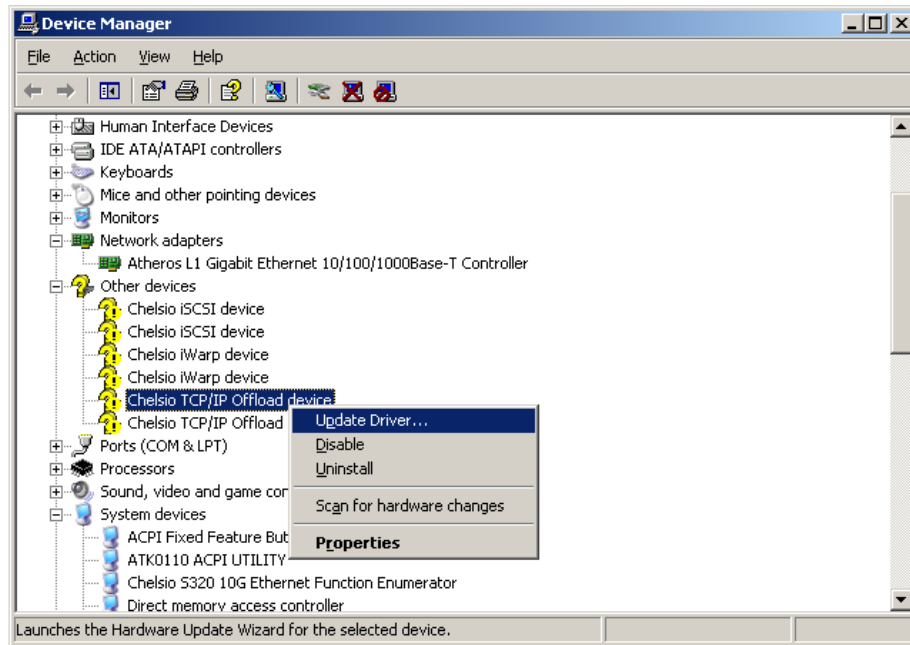 Device Manager
File Action View Help
Human Interface Devices
IDE ATA/ATAPI controllers
Keyboards
Mice and other pointing devices
Monitors
Network adapters
Atheros L1 Gigabit Ethernet 10/100/1000Base-T Controller
Other devices
Chelsio iSCSI device
Chelsio iSCSI device
Chelsio iWarp device
Chelsio iWarp device
Chelsio TCP/IP Offload device
Chelsio TCP/IP Offload
Ports (COM & LPT)
Processors
Sound, video and game cor
System devices
ACPI Fixed Feature But
ATK0110 ACPI UTILITY
Chelsio S320 10G Ethernet Function Enumerator
Direct memory access controller
Update Driver...
Disable
Uninstall
Scan for hardware changes
Properties
Launches the Hardware Update Wizard for the selected device.